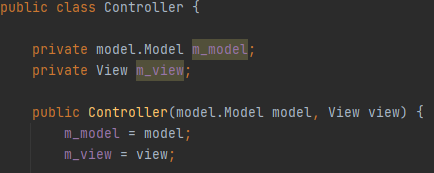 public class Controller {
private model.Model m_model;
private View m_view;
public Controller(model.Model model, View view) {
m_model = model;
m_view = view;